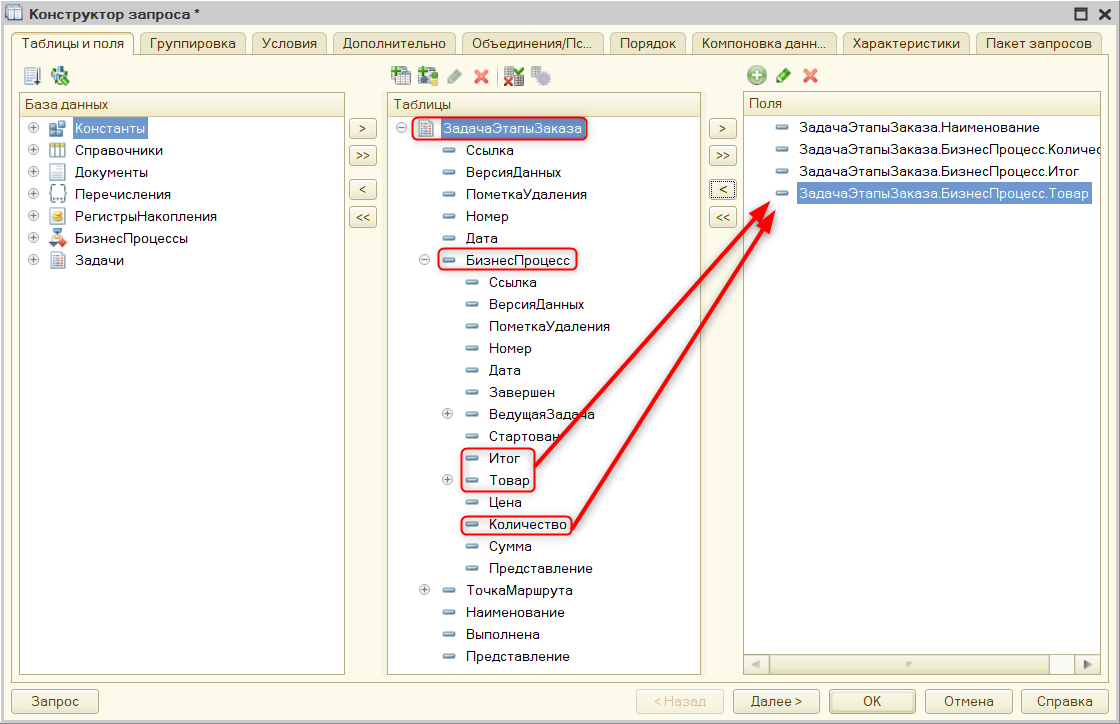 Конструктор запроса *
Таблицы и поля
Группировка
Условия
Дополнительно
Объединения/Пс...
Порядок
Компоновка данн...
Характеристики
Пакет запросов
База данных
Константы
Справочники
Документы
Перечисления
РегистрыНакопления
БизнесПроцессы
Задачи
>
>>
<
<<
Таблицы
ЗадачаЭтапыЗаказа
Ссылка
ВерсияДанных
ПометкаУдаления
Номер
Дата
БизнесПроцесс
Ссылка
ВерсияДанных
ПометкаУдаления
Номер
Дата
Завершен
ВедущаяЗадача
Стартован
Итог
Товар
Цена
Количество
Сумма
Представление
ТочкаМаршрута
Наименование
Выполнена
Представление
>
>>
<
<<
Поля
ЗадачаЭтапыЗаказа.Наименование
ЗадачаЭтапыЗаказа.БизнесПроцесс.Количес
ЗадачаЭтапыЗаказа.БизнесПроцесс.Итог
ЗадачаЭтапыЗаказа.БизнесПроцесс.Товар
Запрос
< Назад
Далее >
OK
Отмена
Справка